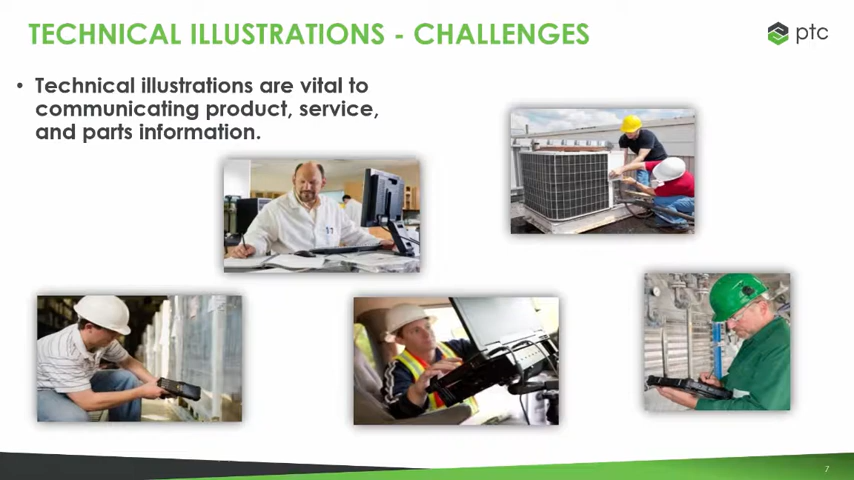 TECHNICAL ILLUSTRATIONS - CHALLENGES
ptc
• Technical illustrations are vital to
communicating product, service,
and parts information.
7